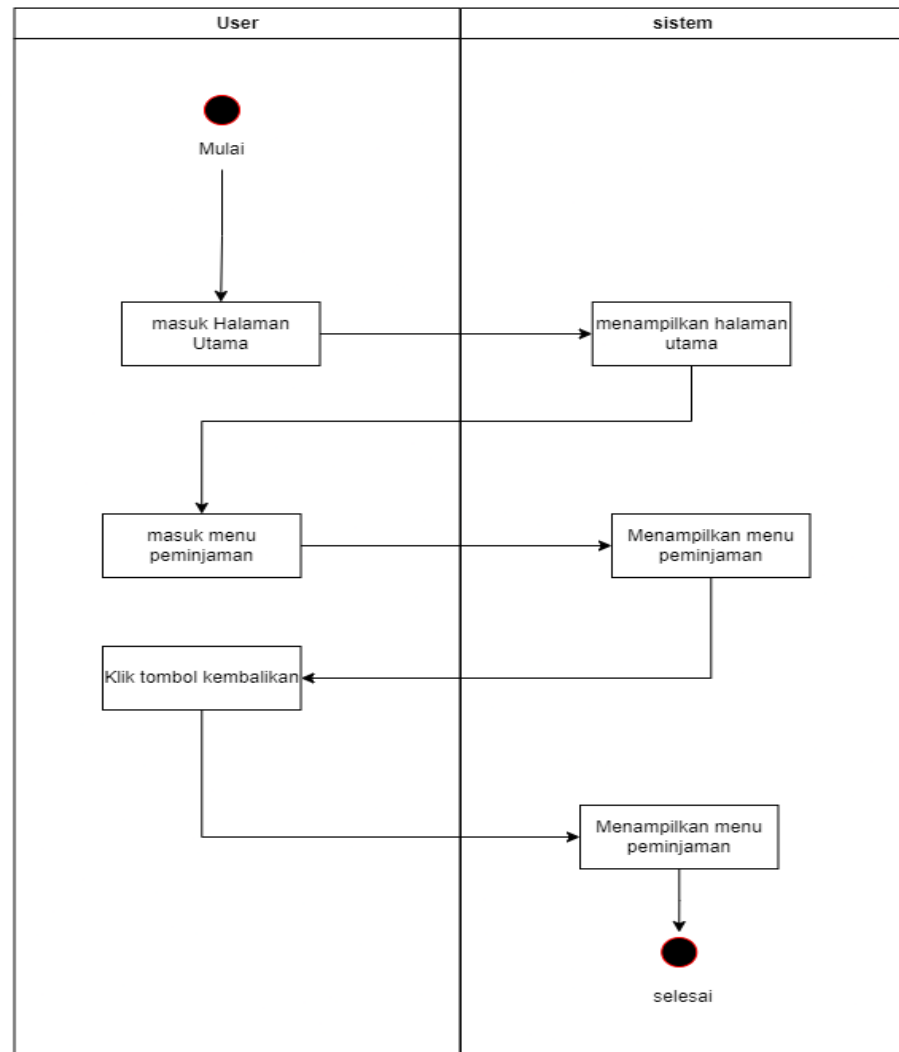 User
sistem
Mulai
masuk Halaman
Utama
menampilkan halaman
utama
masuk menu
peminjaman
Menampilkan menu
peminjaman
Klik tombol kembalikan
Menampilkan menu
peminjaman
selesai